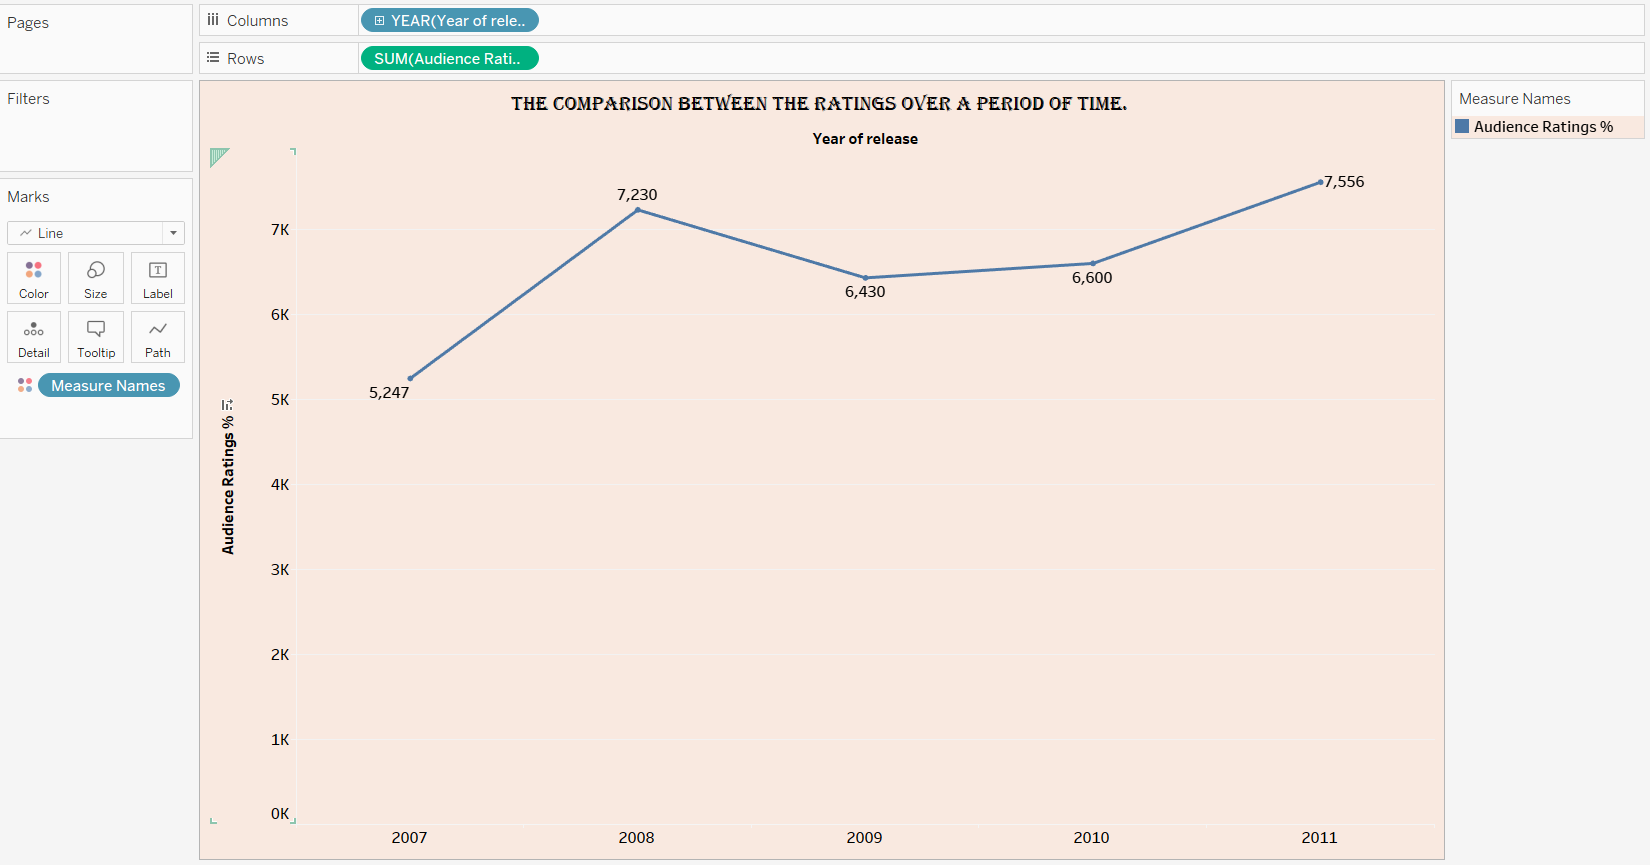 Pages
Columns
YEAR(Year of rele..
Rows
SUM(Audience Rati..
Filters
Marks
Line
Color
Size
T
Label
Detail
Tooltip
Path
Measure Names
THE COMPARISON BETWEEN THE RATINGS OVER A PERIOD OF TIME.
Year of release
Audience Ratings %
7K
6K
5K
4K
3K
2K
1K
0K
5,247
7,230
6,430
6,600
7,556
2007
2008
2009
2010
2011
Measure Names
Audience Ratings %